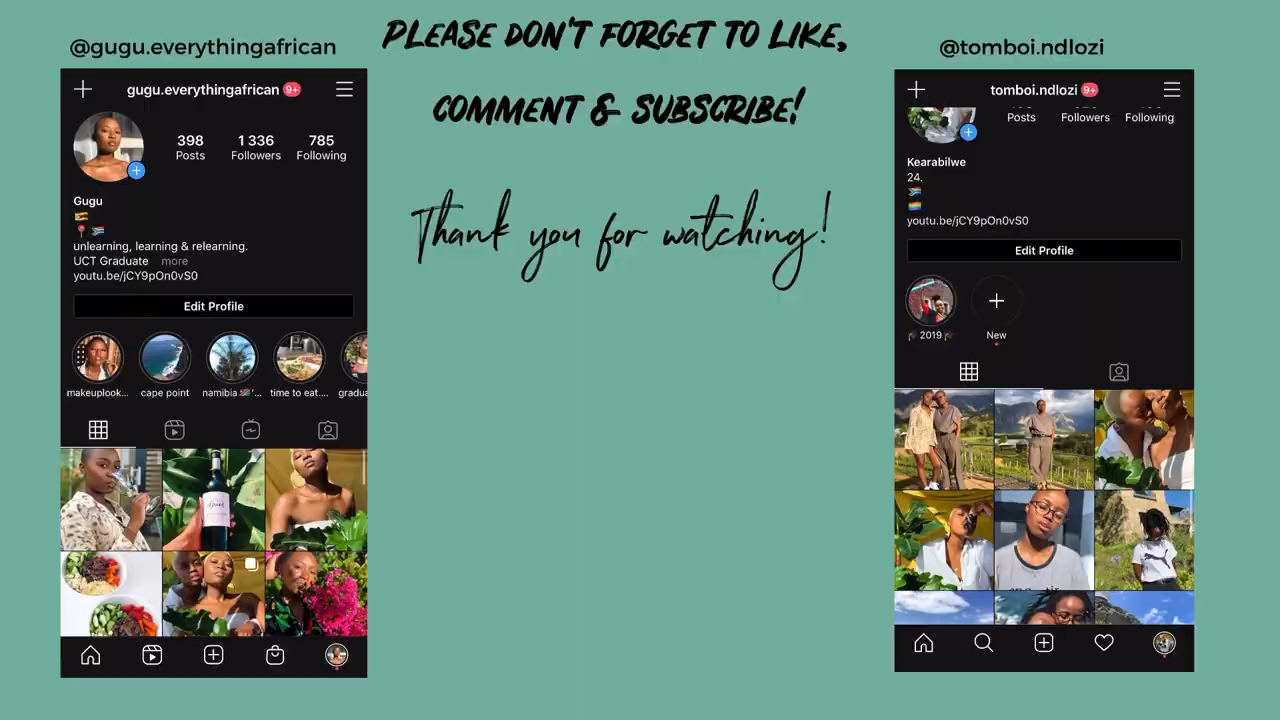 @gugu.everythingafrican
gugu.everythingafrican 9+
398 1 336 785
Posts Followers Following
Gugu
unlearning, learning & relearning.
UCT Graduate more
youtu.be/jCY9pOn0vS0
Edit Profile
makeuplook... cape point namibia '... time to eat.... gradua
PLEASE DON'T FORGET TO LIKE,
COMMENT & SUBSCRIBE!
Thank you for watching!
@tomboi.ndlozi
tomboi.ndlozi 9+
Posts Followers Following
Kearabilwe
24.
youtu.be/jCY9pOn0vS0
Edit Profile
2019 New